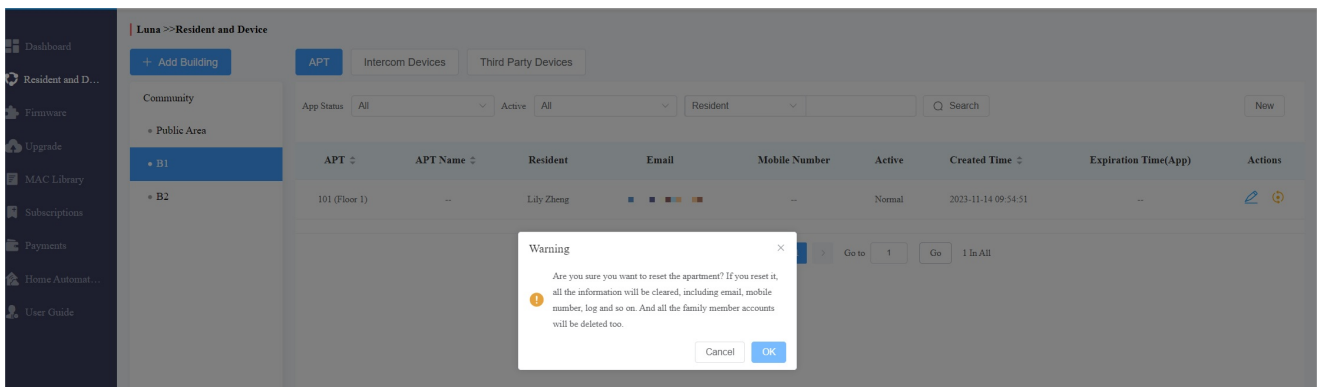 Luna >>Resident and Device
Dashboard
Resident and D...
Firmware
Upgrade
MAC Library
Subscriptions
Payments
Home Automat...
User Guide
+ Add Building
Community
Public Area
B1
B2
APT Intercom Devices Third Party Devices
App Status All Active All Resident Search New
APT APT Name Resident Email Mobile Number Active Created Time Expiration Time(App) Actions
101 (Floor 1) -- Lily Zheng -- Normal 2023-11-14 09:54:51 --
Go to 1 Go 1 In All
Warning
Are you sure you want to reset the apartment? If you reset it,
all the information will be cleared, including email, mobile
number, log and so on. And all the family member accounts
will be deleted too.
Cancel OK